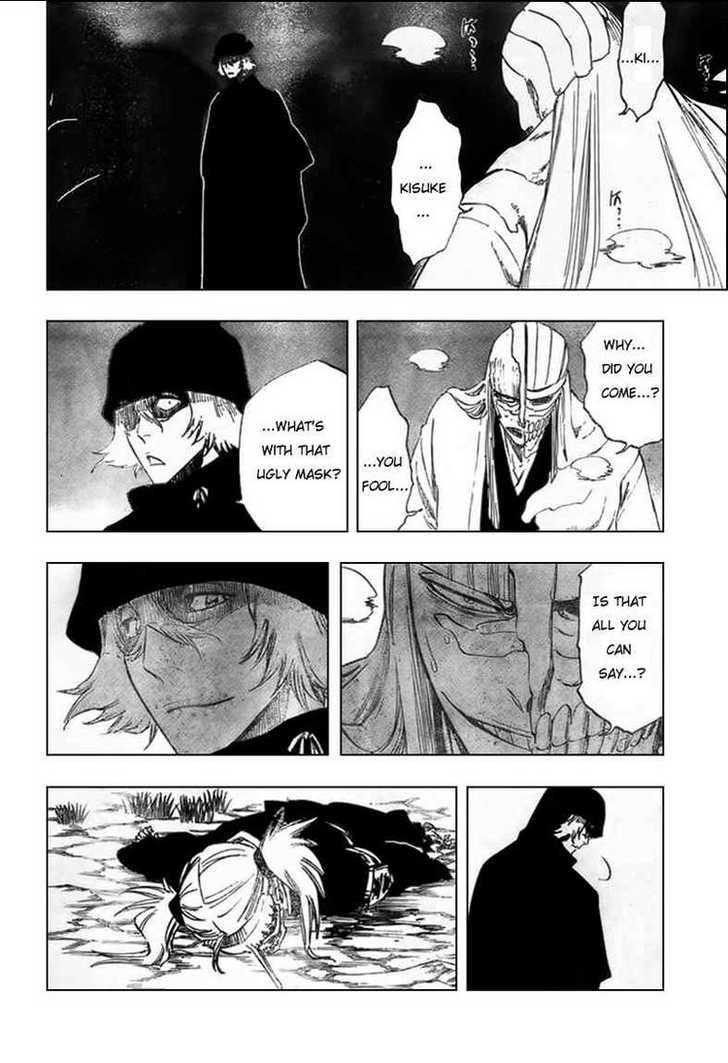 ...KI...
...
KISUKE
...
WHY...
DID YOU
COME...?
...YOU
FOOL...
...WHAT'S
WITH THAT
UGLY MASK?
IS THAT
ALL YOU
CAN
SAY...?